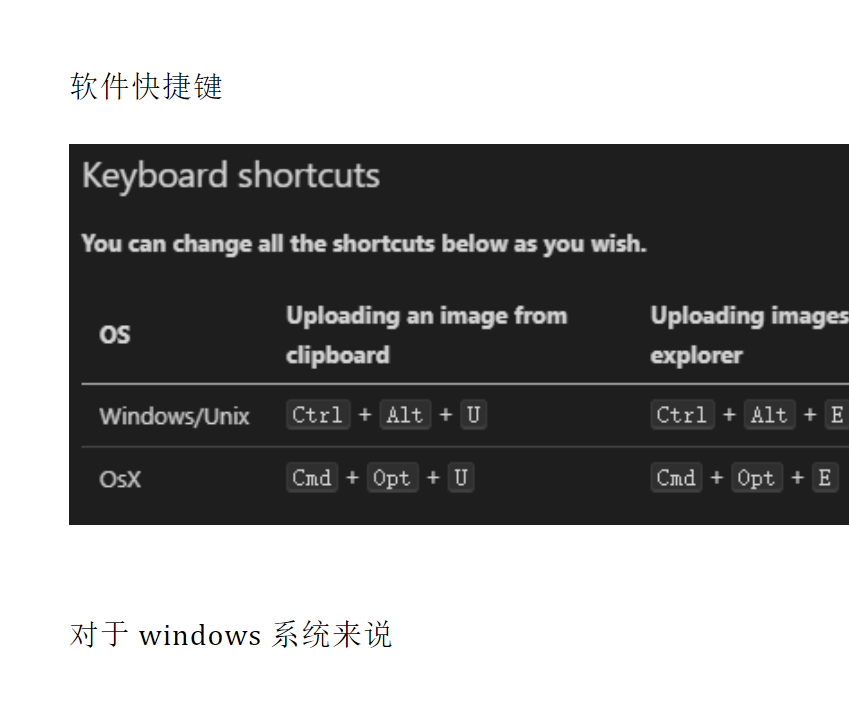 软件快捷键
Keyboard shortcuts
You can change all the shortcuts below as you wish.
OS
Uploading an image from
clipboard
Uploading images
explorer
Windows/Unix
Ctrl + Alt + U
Ctrl + Alt + E
OsX
Cmd + Opt + U
Cmd + Opt + E
对于 windows 系统来说